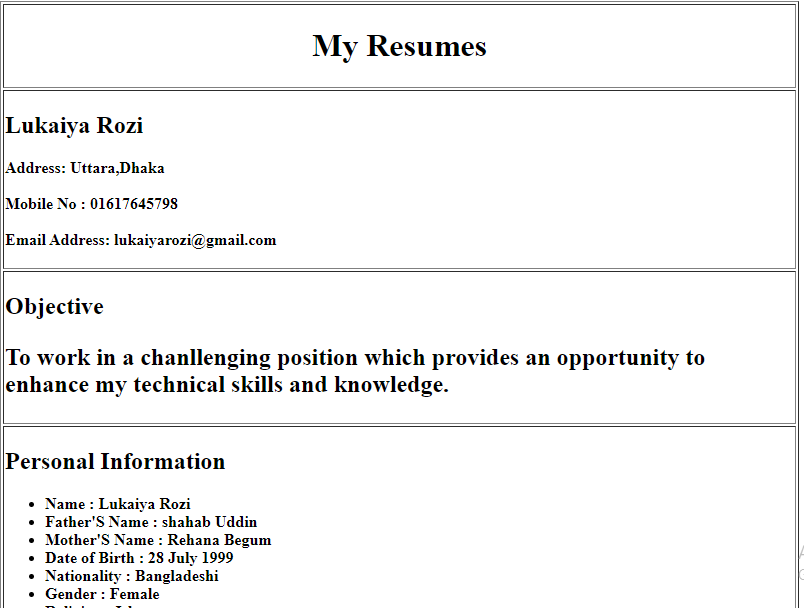 My Resumes
Lukaiya Rozi
Address: Uttara,Dhaka
Mobile No : 01617645798
Email Address: lukaiyarozi@gmail.com
Objective
To work in a chanllenging position which provides an opportunity to
enhance my technical skills and knowledge.
Personal Information
Name : Lukaiya Rozi
Father'S Name : shahab Uddin
Mother'S Name : Rehana Begum
Date of Birth : 28 July 1999
Nationality : Bangladeshi
Gender : Female